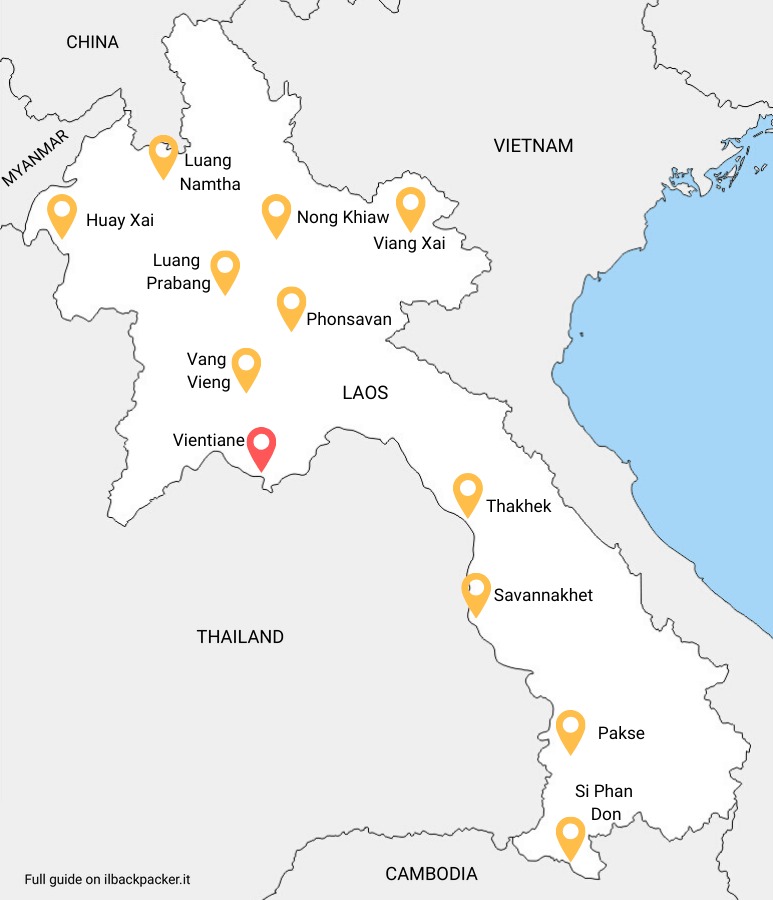 CHINA
MYANMAR
VIETNAM
Luang
Namtha
Huay Xai
Nong Khiaw
Viang Xai
Luang
Prabang
Phonsavan
Vang
Vieng
LAOS
Vientiane
Thakhek
Savannakhet
THAILAND
Pakse
Si Phan
Don
CAMBODIA
Full guide on ilbackpacker.it